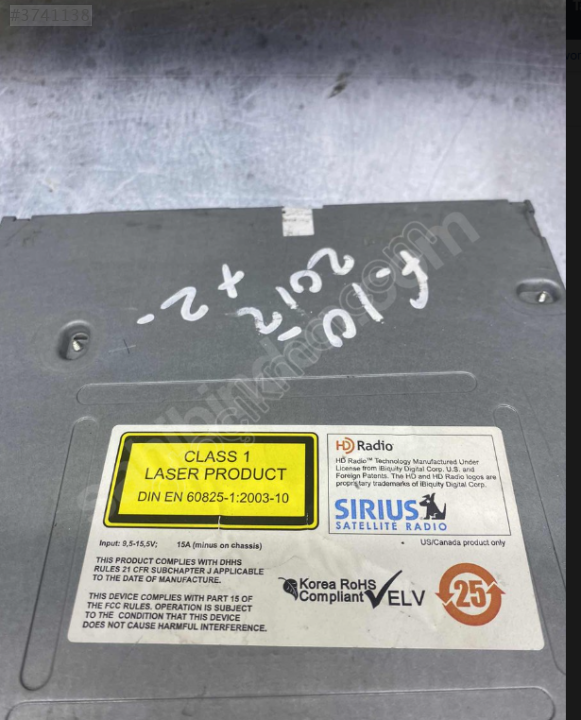 #3741138
sahibinden.com
CLASS 1
LASER PRODUCT
DIN EN 60825-1:2003-10
HD Radio
HD Radio™ Technology Manufactured Under
License from iBiquity Digital Corp. U.S. and
Foreign Patents. The HD and HD Radio logos are
proprietary trademarks of iBiquity Digital Corp.
SIRIUS
SATELLITE RADIO
Input: 9,5-15,5V; 15A (minus on chassis)
US/Canada product only
THIS PRODUCT COMPLIES WITH DHHS
RULES 21 CFR SUBCHAPTER J APPLICABLE
TO THE DATE OF MANUFACTURE.
THIS DEVICE COMPLIES WITH PART 15 OF
THE FCC RULES. OPERATION IS SUBJECT
TO THE CONDITION THAT THIS DEVICE
DOES NOT CAUSE HARMFUL INTERFERENCE.
Korea RoHS
Compliant
ELV
25